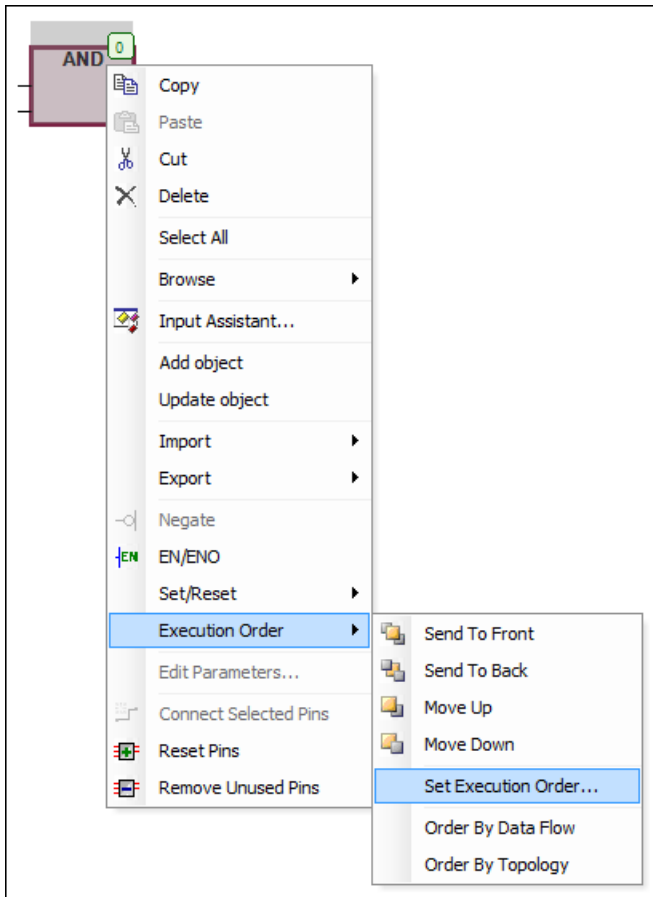 0
AND
Copy
Paste
Cut
Delete
Select All
Browse
Input Assistant...
Add object
Update object
Import
Export
Negate
EN
EN/ENO
Set/Reset
Execution Order
Edit Parameters...
Connect Selected Pins
Reset Pins
Remove Unused Pins
Send To Front
Send To Back
Move Up
Move Down
Set Execution Order...
Order By Data Flow
Order By Topology